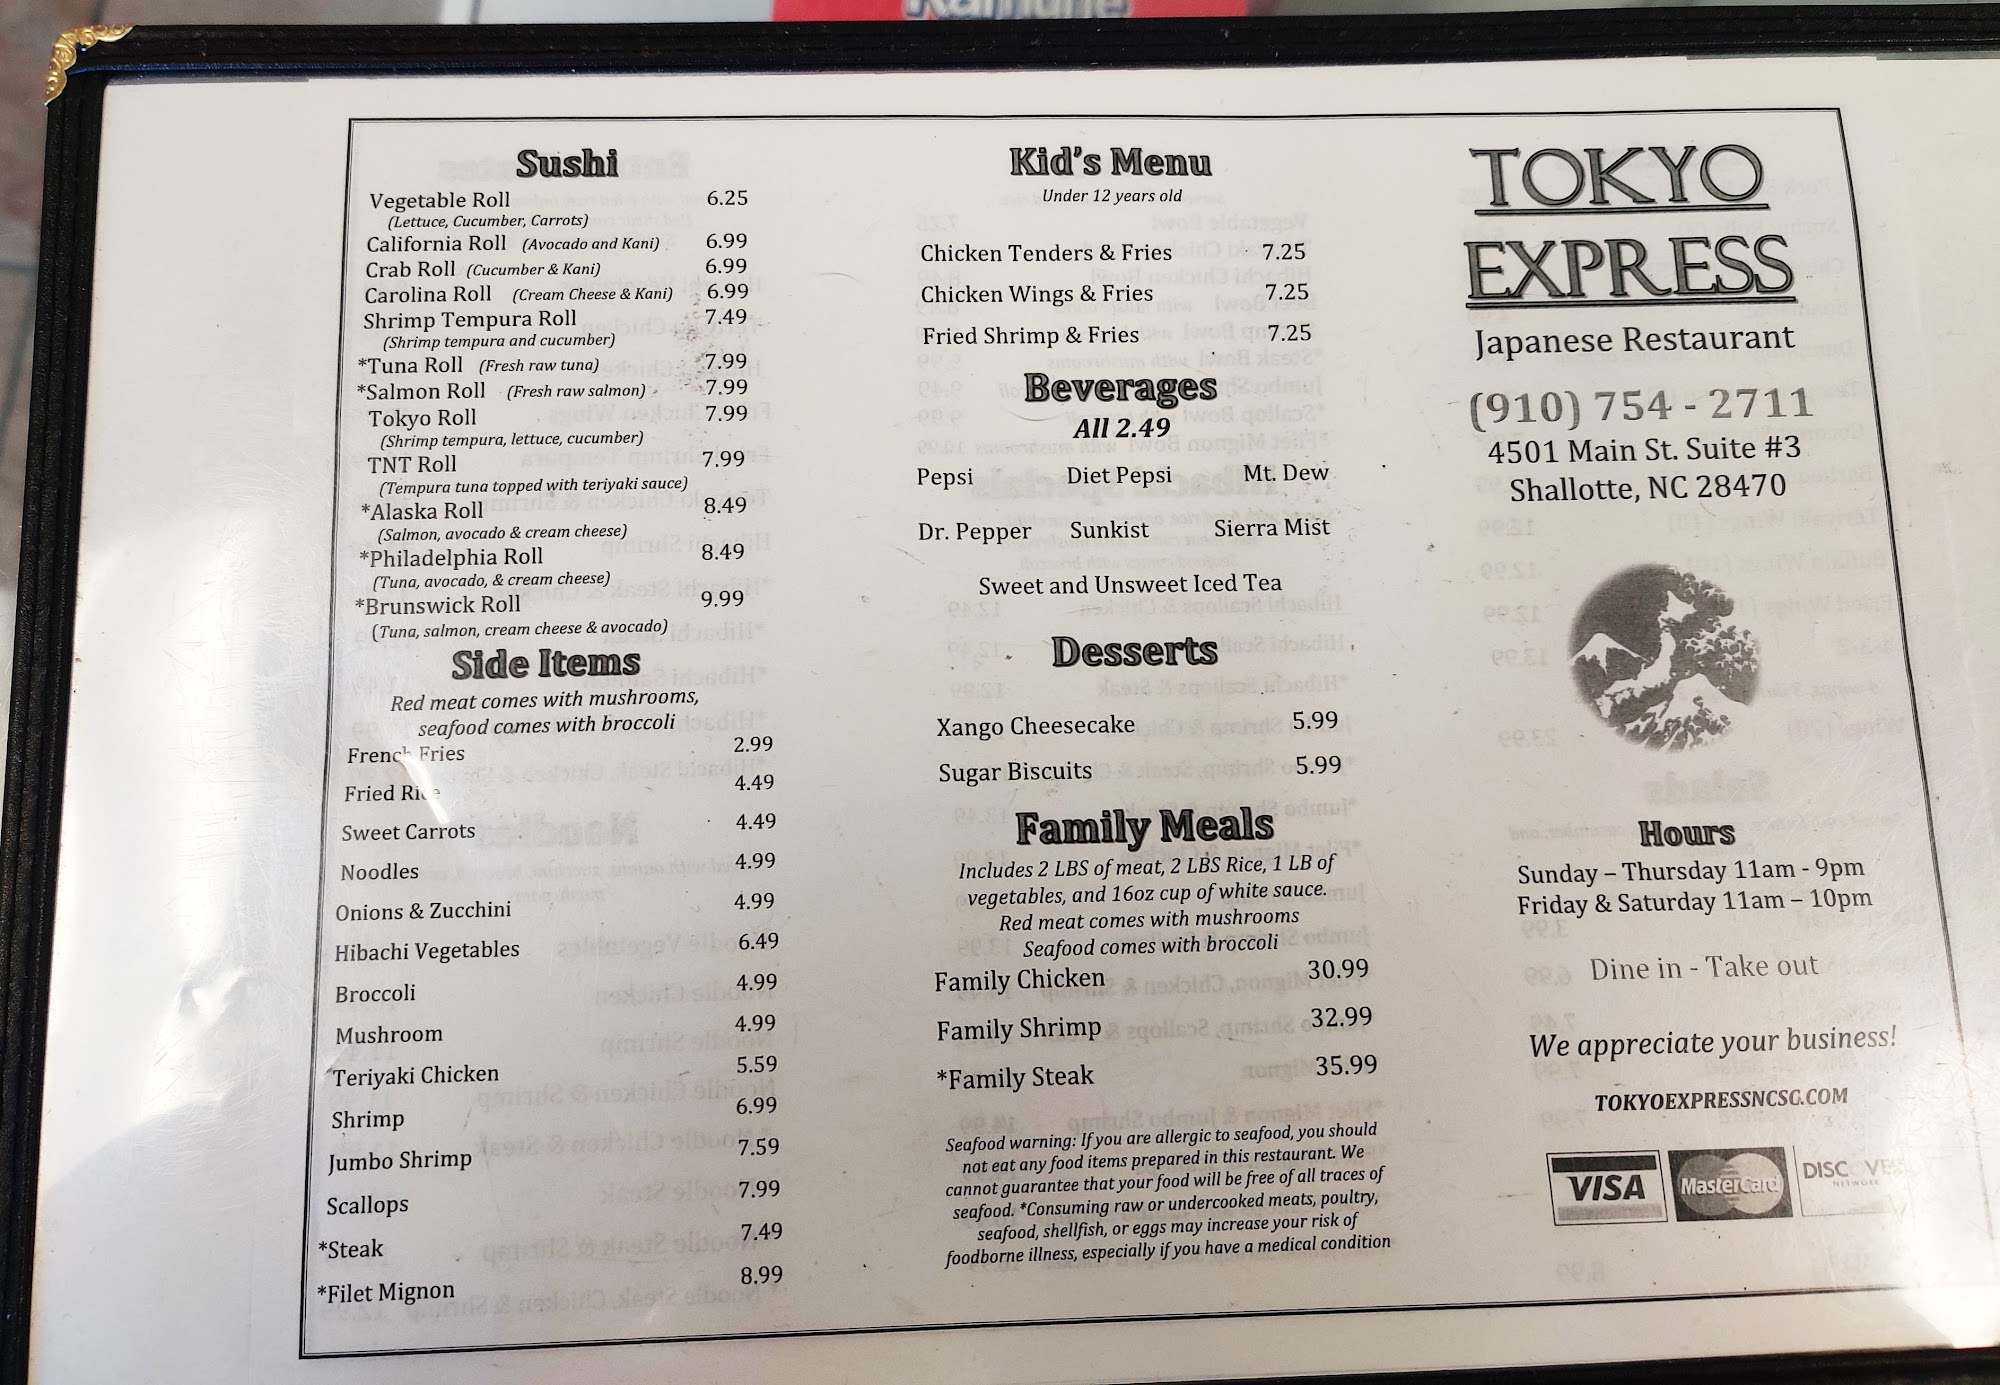 Ramune
Sushi
Vegetable Roll 6.25
(Lettuce, Cucumber, Carrots)
California Roll (Avocado and Kani) 6.99
Crab Roll (Cucumber & Kani) 6.99
Carolina Roll (Cream Cheese & Kani) 6.99
Shrimp Tempura Roll 7.49
(Shrimp tempura and cucumber)
*Tuna Roll (Fresh raw tuna) 7.99
*Salmon Roll (Fresh raw salmon) 7.99
Tokyo Roll 7.99
(Shrimp tempura, lettuce, cucumber)
TNT Roll 7.99
(Tempura tuna topped with teriyaki sauce)
*Alaska Roll 8.49
(Salmon, avocado & cream cheese)
*Philadelphia Roll 8.49
(Tuna, avocado, & cream cheese)
*Brunswick Roll 9.99
(Tuna, salmon, cream cheese & avocado)
Side Items
Red meat comes with mushrooms,
seafood comes with broccoli
French Fries 2.99
Fried Rice 4.49
Sweet Carrots 4.49
Noodles 4.99
Onions & Zucchini 4.99
Hibachi Vegetables 6.49
Broccoli 4.99
Mushroom 4.99
Teriyaki Chicken 5.59
Shrimp 6.99
Jumbo Shrimp 7.59
Scallops 7.99
*Steak 7.49
*Filet Mignon 8.99
Kid's Menu
Under 12 years old
Chicken Tenders & Fries 7.25
Chicken Wings & Fries 7.25
Fried Shrimp & Fries 7.25
Beverages
All 2.49
Pepsi Diet Pepsi Mt. Dew
Dr. Pepper Sunkist Sierra Mist
Sweet and Unsweet Iced Tea
Desserts
Xango Cheesecake 5.99
Sugar Biscuits 5.99
Family Meals
Includes 2 LBS of meat, 2 LBS Rice, 1 LB of
vegetables, and 16oz cup of white sauce.
Red meat comes with mushrooms
Seafood comes with broccoli
Family Chicken 30.99
Family Shrimp 32.99
*Family Steak 35.99
Seafood warning: If you are allergic to seafood, you should
not eat any food items prepared in this restaurant. We
cannot guarantee that your food will be free of all traces of
seafood. *Consuming raw or undercooked meats, poultry,
seafood, shellfish, or eggs may increase your risk of
foodborne illness, especially if you have a medical condition
TOKYO
EXPRESS
Japanese Restaurant
(910) 754 - 2711
4501 Main St. Suite #3
Shallotte, NC 28470
Hours
Sunday – Thursday 11am - 9pm
Friday & Saturday 11am – 10pm
Dine in - Take out
We appreciate your business!
TOKYOEXPRESSNCSG.COM
VISA MasterCard DISCOVER
NETWORK